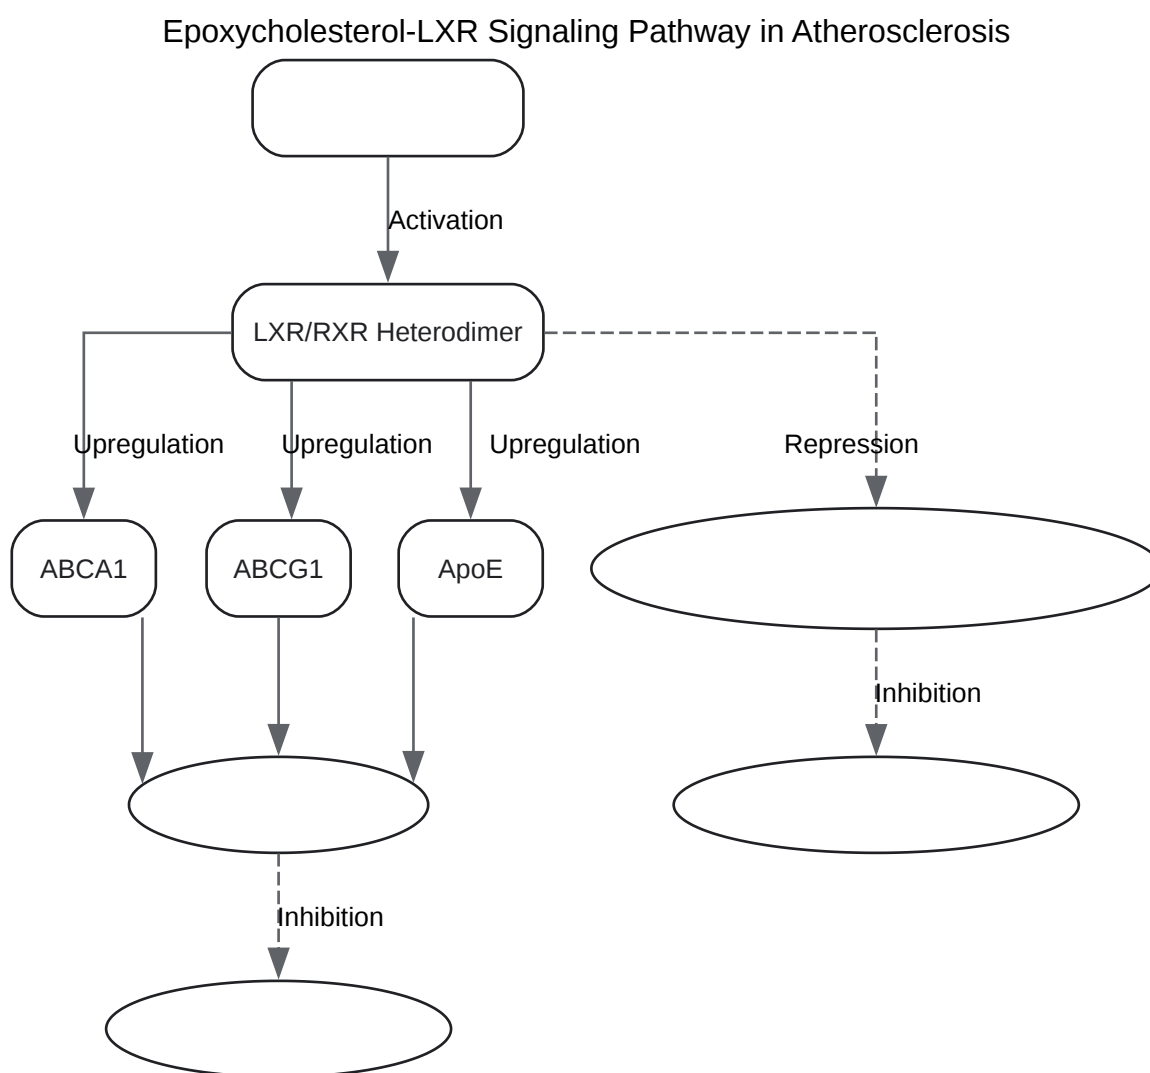 Epoxycholesterol-LXR Signaling Pathway in Atherosclerosis
Activation
LXR/RXR Heterodimer
Upregulation
Upregulation
Upregulation
Repression
ABCA1
ABCG1
ApoE
Inhibition
Inhibition